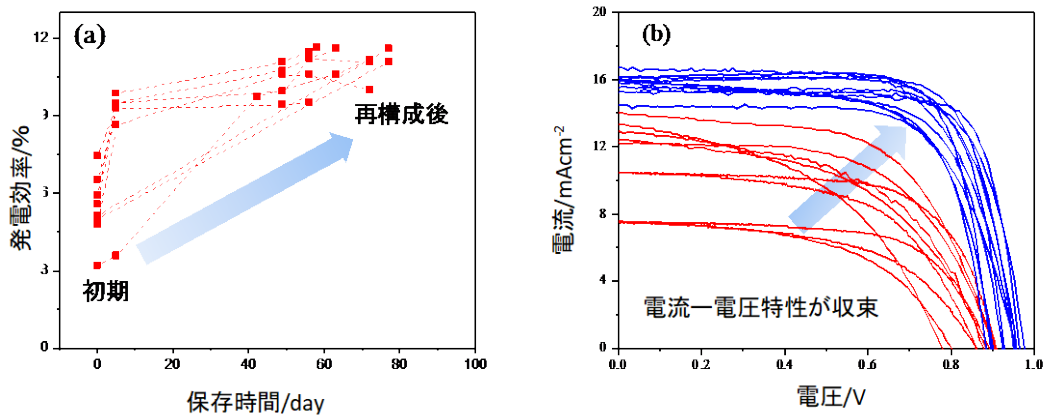 (a)
発電効率/%
12
9
6
3
0
初期
再構成後
0
20
40
60
80
100
保存時間/day
(b)
電流/mAcm-2
20
16
12
8
4
0
電流ー電圧特性が収束
0.0
0.2
0.4
0.6
0.8
1.0
電圧/V